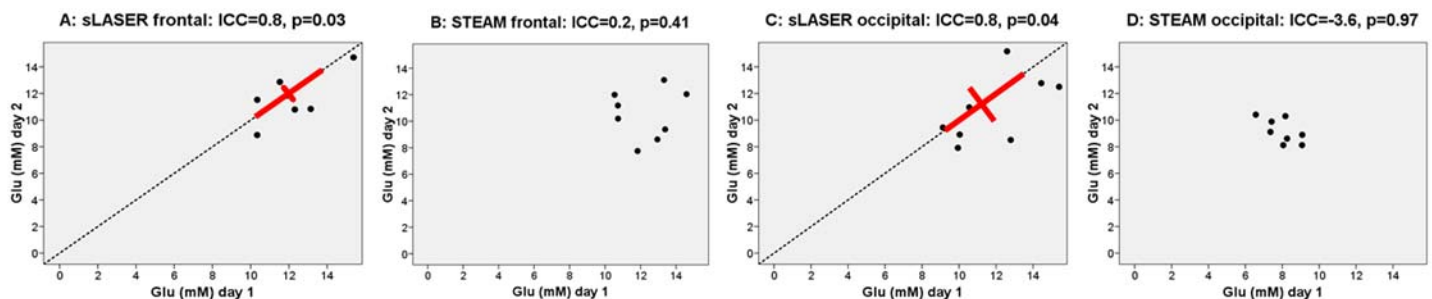 A: sLASER frontal: ICC=0.8, p=0.03
Glu (mM) day 2
14
12
10
8
6
4
2
0
0 2 4 6 8 10 12 14
Glu (mM) day 1
B: STEAM frontal: ICC=0.2, p=0.41
Glu (mM) day 2
14
12
10
8
6
4
2
0
0 2 4 6 8 10 12 14
Glu (mM) day 1
C: sLASER occipital: ICC=0.8, p=0.04
Glu (mM) day 2
14
12
10
8
6
4
2
0
0 2 4 6 8 10 12 14
Glu (mM) day 1
D: STEAM occipital: ICC=-3.6, p=0.97
Glu (mM) day 2
14
12
10
8
6
4
2
0
0 2 4 6 8 10 12 14
Glu (mM) day 1